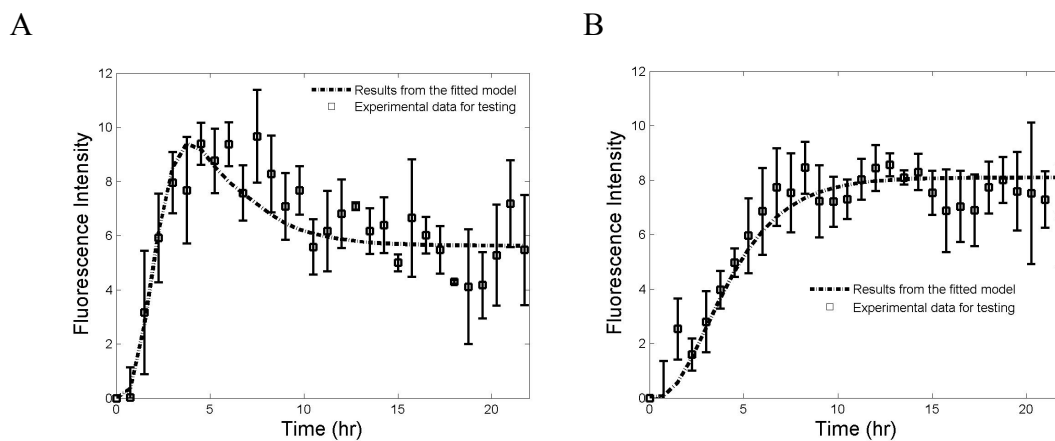 A
12
10
8
6
4
2
0
Fluorescence Intensity
Results from the fitted model
Experimental data for testing
0 5 10 15 20
Time (hr)
B
12
10
8
6
4
2
0
Fluorescence Intensity
Results from the fitted model
Experimental data for testing
0 5 10 15 20
Time (hr)